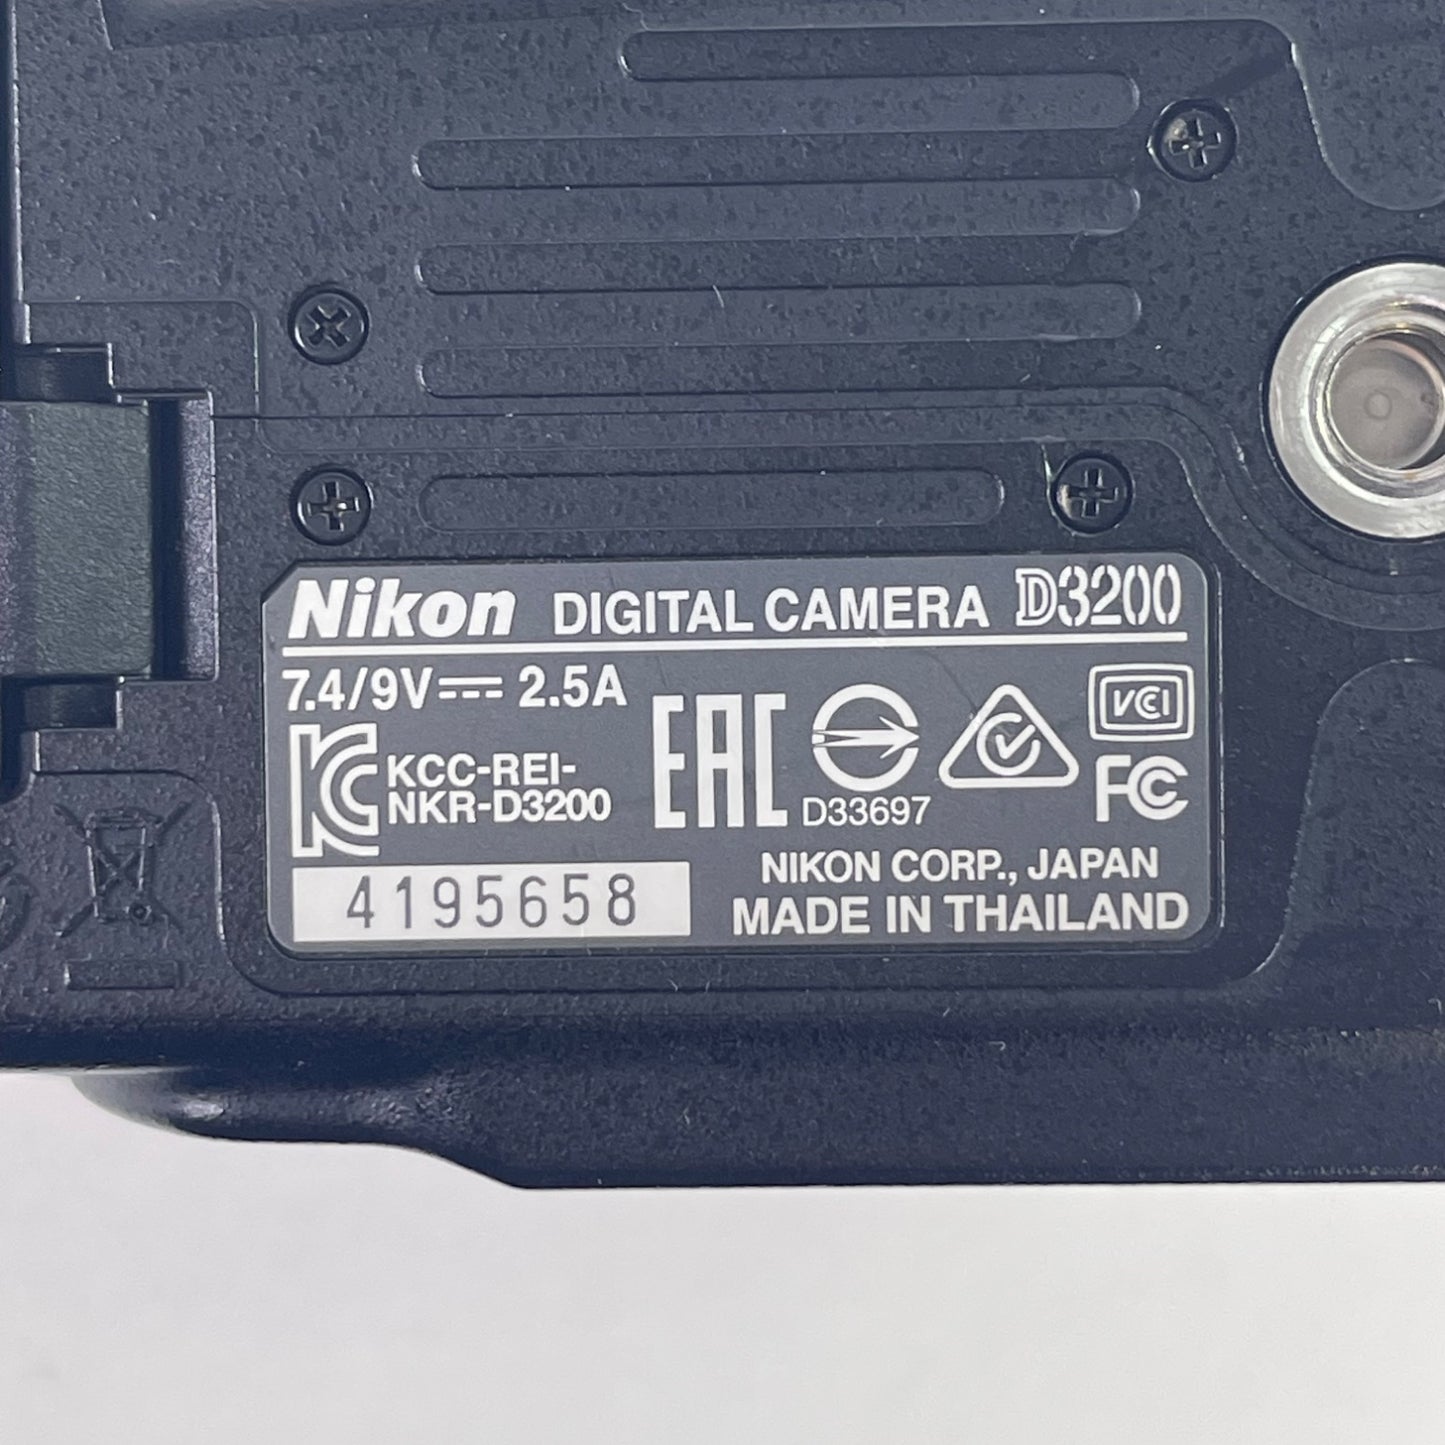 Nikon DIGITAL CAMERA D3200
7.4/9V⎓2.5A
KCC-REI-
NKR-D3200
EAC
D33697
VCI
FC
4195658
NIKON CORP., JAPAN
MADE IN THAILAND